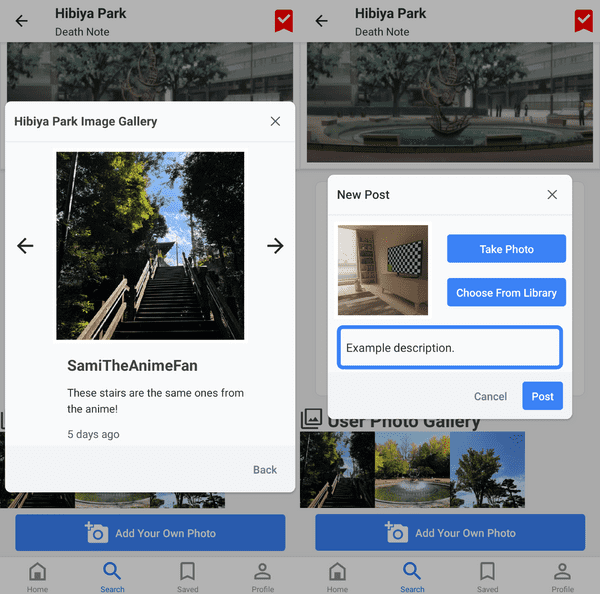 Hibiya Park
Death Note
Hibiya Park Image Gallery
SamiTheAnimeFan
These stairs are the same ones from
the anime!
5 days ago
Back
Add Your Own Photo
Home
Search
Saved
Profile
Hibiya Park
Death Note
New Post
Take Photo
Choose From Library
Example description.
Cancel
Post
User Photo Gallery
Add Your Own Photo
Home
Search
Saved
Profile